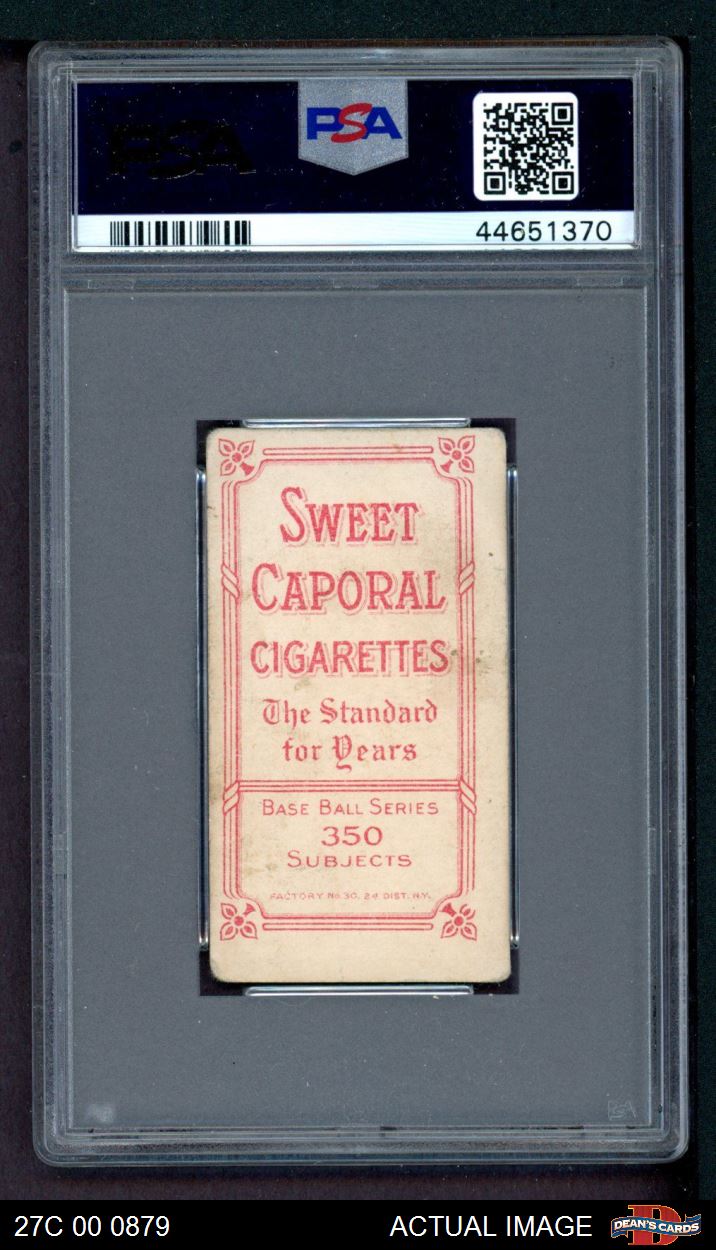 PSA
PSA
44651370
SWEET
CAPORAL
CIGARETTES
The Standard
for Years
BASE BALL SERIES
350
SUBJECTS
FACTORY No. 30, 2d DIST. N.Y.
27C 00 0879
ACTUAL IMAGE
DEAN'S CARDS